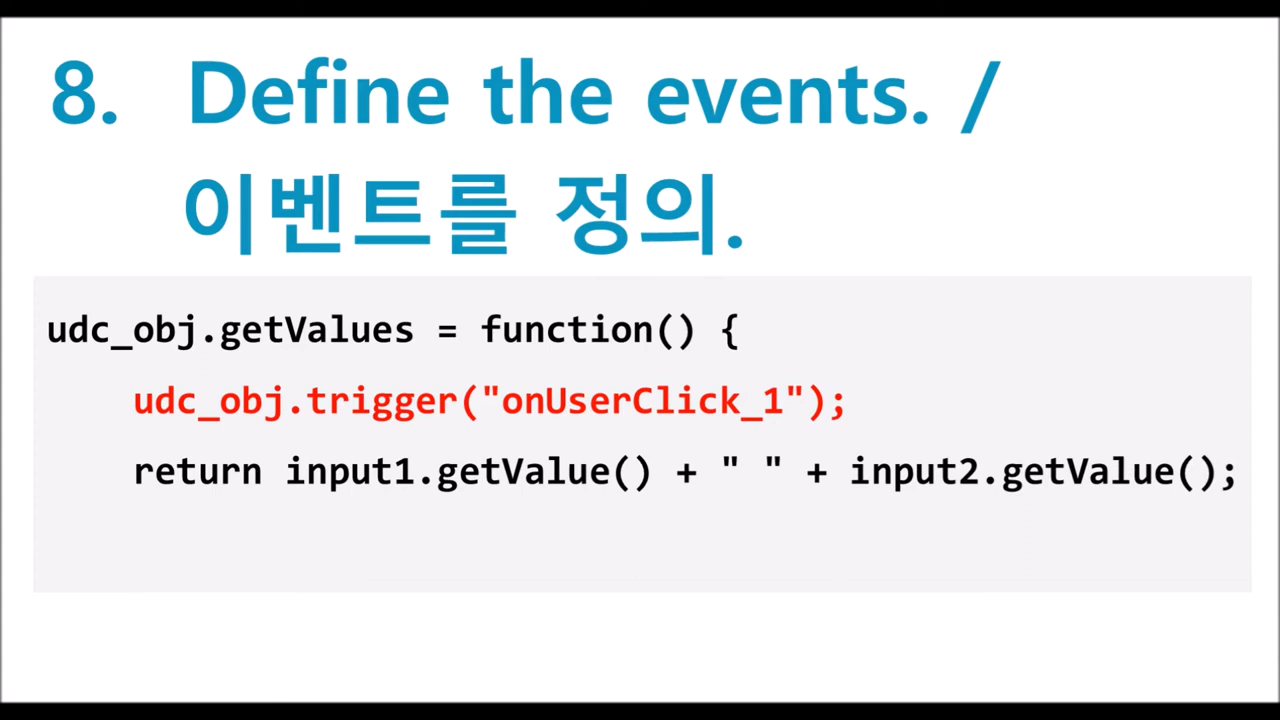 8. Define the events. /
이벤트를 정의.
udc_obj.getValues = function() {
udc_obj.trigger("onUserClick_1");
return input1.getValue() + " " + input2.getValue();